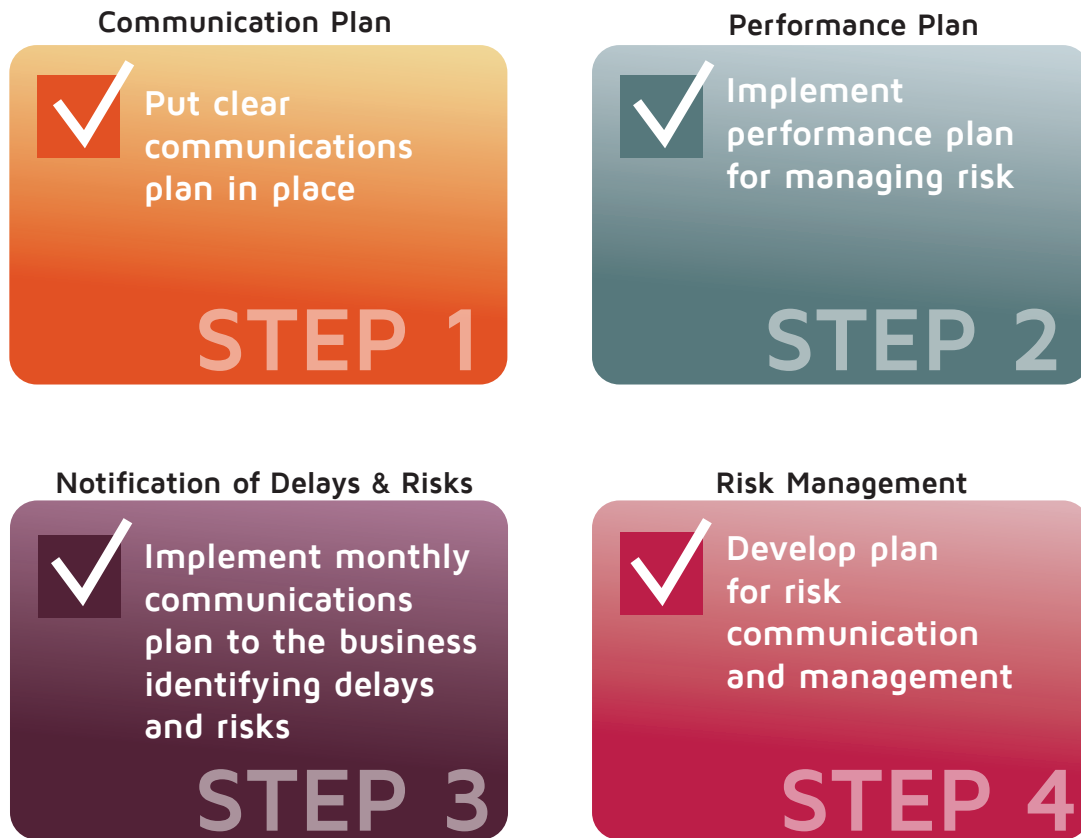 Communication Plan
Put clear
communications
plan in place
STEP 1
Performance Plan
Implement
performance plan
for managing risk
STEP 2
Notification of Delays & Risks
Implement monthly
communications
plan to the business
identifying delays
and risks
STEP 3
Risk Management
Develop plan
for risk
communication
and management
STEP 4